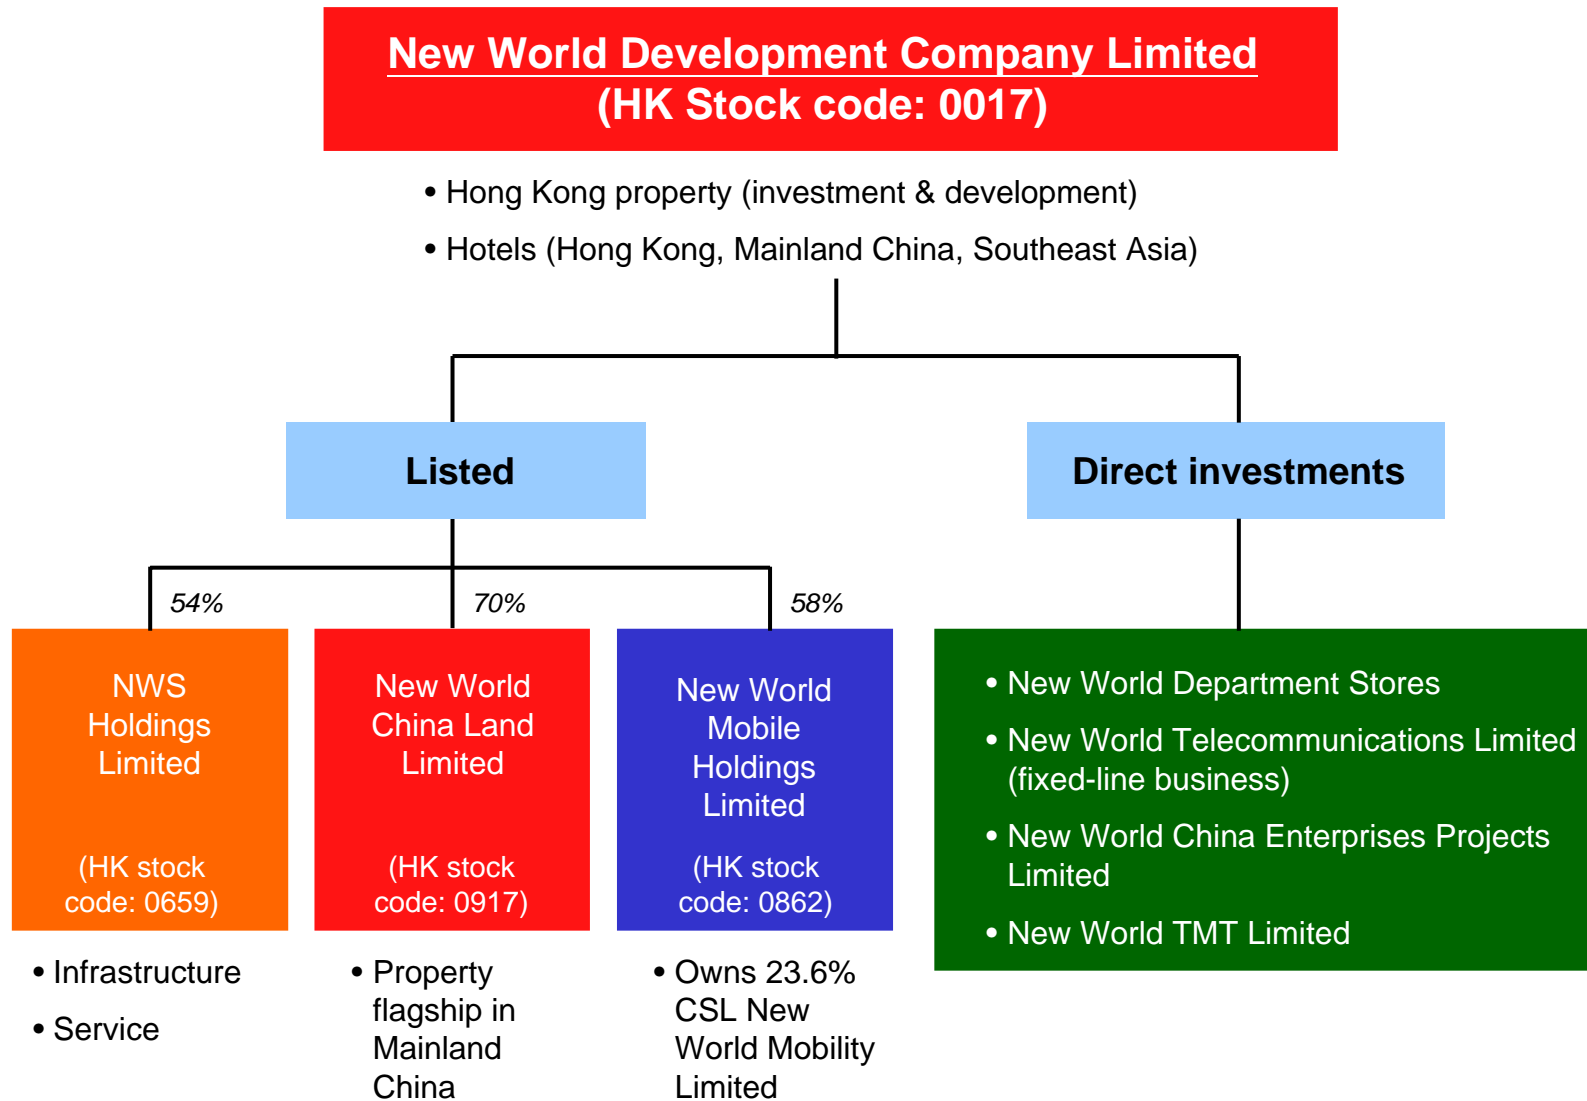 New World Development Company Limited
(HK Stock code: 0017)
• Hong Kong property (investment & development)
• Hotels (Hong Kong, Mainland China, Southeast Asia)
Listed
Direct investments
54%
70%
58%
NWS
Holdings
Limited
(HK stock
code: 0659)
• Infrastructure
• Service
New World
China Land
Limited
(HK stock
code: 0917)
• Property
flagship in
Mainland
China
New World
Mobile
Holdings
Limited
(HK stock
code: 0862)
• Owns 23.6%
CSL New
World Mobility
Limited
• New World Department Stores
• New World Telecommunications Limited
(fixed-line business)
• New World China Enterprises Projects
Limited
• New World TMT Limited